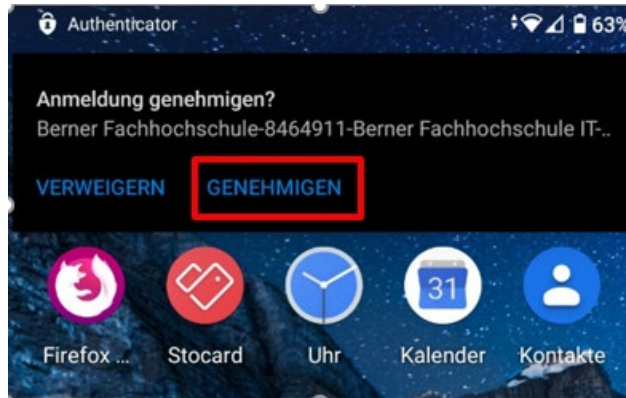 Authenticator 63%
Anmeldung genehmigen?
Berner Fachhochschule-8464911-Berner Fachhochschule IT-..
VERWEIGERN GENEHMIGEN
31
Firefox ... Stocard Uhr Kalender Kontakte